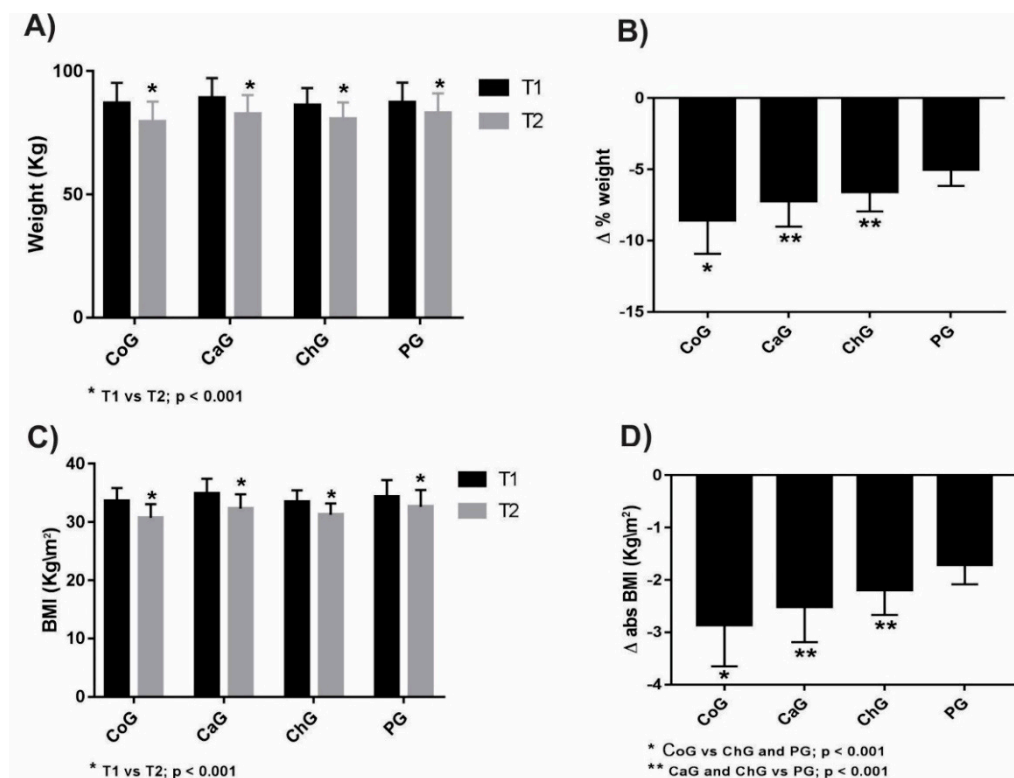 A)
Weight (Kg)
100
50
0
* * * *
T1
T2
CoG CaG ChG PG
* T1 vs T2; p < 0.001
B)
Δ % weight
0
-5
-10
-15
* ** **
CoG CaG ChG PG
C)
BMI (Kg\m²)
40
30
20
10
0
* * * *
T1
T2
CoG CaG ChG PG
* T1 vs T2; p < 0.001
D)
Δ abs BMI (Kg\m²)
0
-1
-2
-3
-4
* ** **
CoG CaG ChG PG
* CoG vs ChG and PG; p < 0.001
** CaG and ChG vs PG; p < 0.001